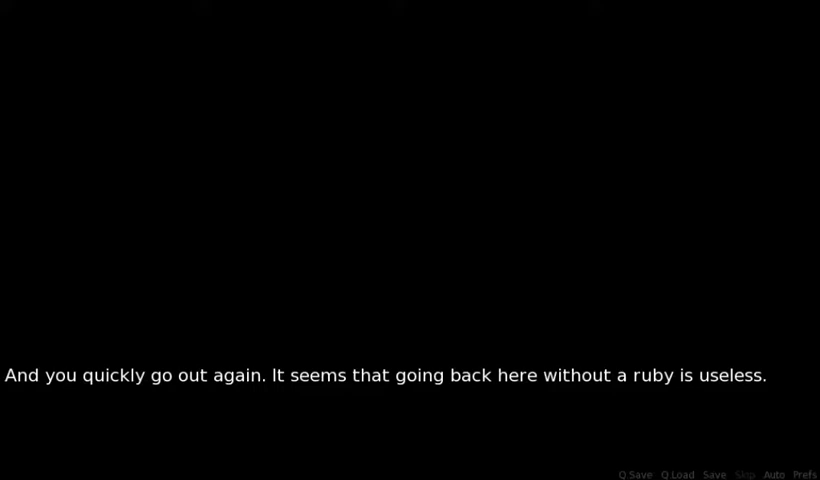 And you quickly go out again. It seems that going back here without a ruby is useless.
Q.Save Q.Load Save Skip Auto Prefs